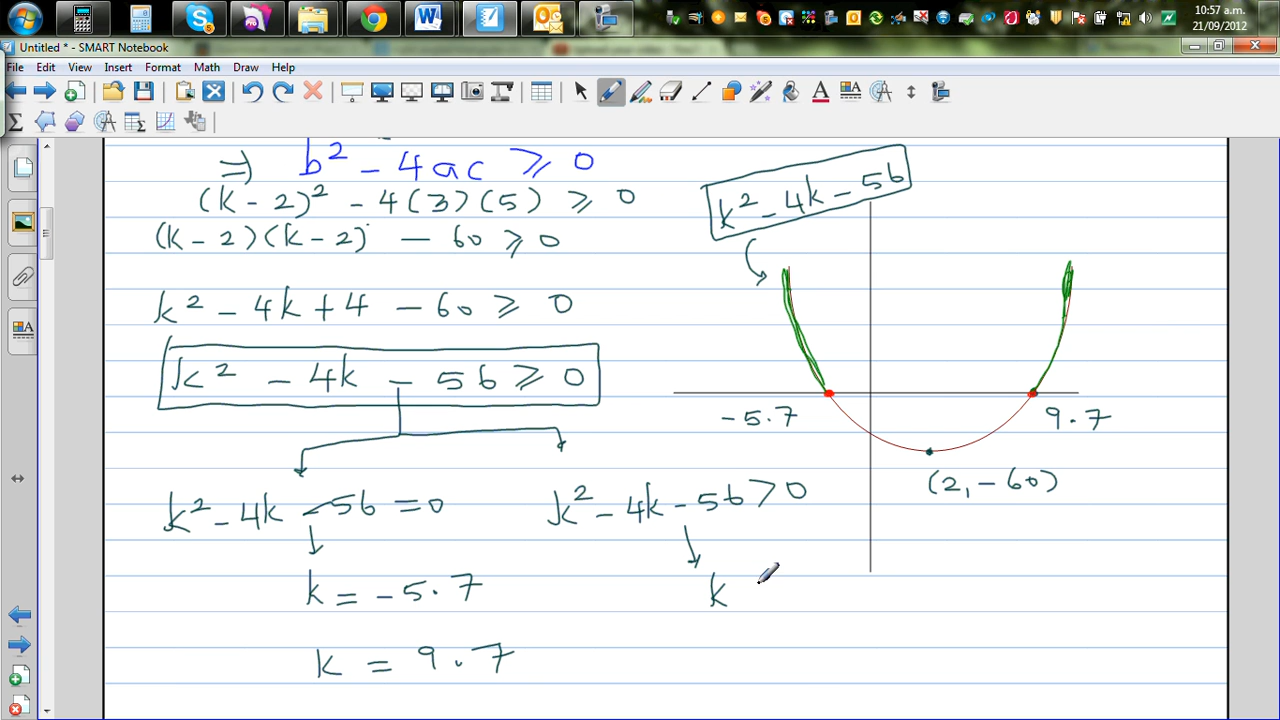 10:57 a.m.
21/09/2012
Untitled * - SMART Notebook
File Edit View Insert Format Math Draw Help
⇒ b² - 4ac ⩾ 0
(k - 2)² - 4(3)(5) ⩾ 0
(k - 2)(k - 2) - 60 ⩾ 0
k² - 4k + 4 - 60 ⩾ 0
k² - 4k - 56 ⩾ 0
k² - 4k - 56 = 0
k = -5.7
k = 9.7
k² - 4k - 56 > 0
k
k² - 4k - 56
-5.7
9.7
(2, -60)